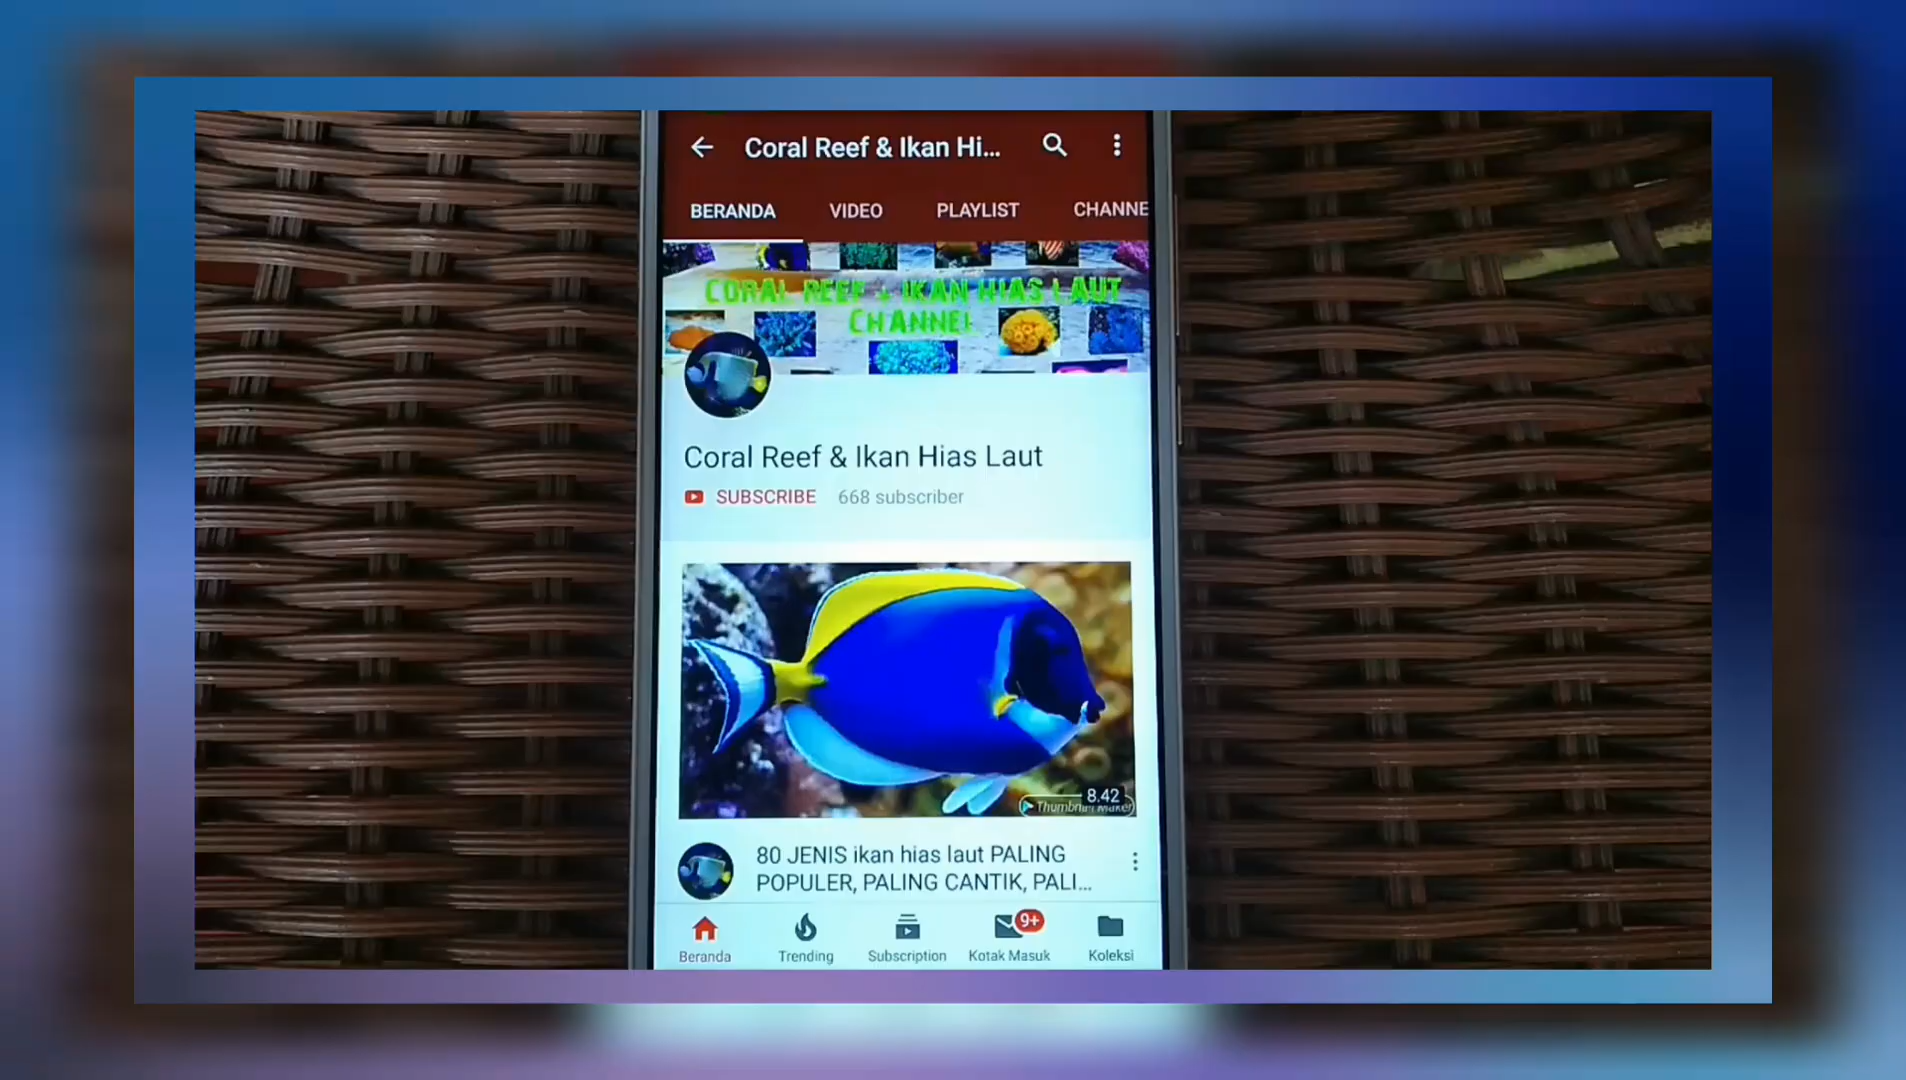 Coral Reef & Ikan Hi...
BERANDA VIDEO PLAYLIST CHANNE
CORAL REEF + IKAN HIAS LAUT
CHANNEL
Coral Reef & Ikan Hias Laut
SUBSCRIBE 668 subscriber
8.42
Thumbnail Maker
80 JENIS ikan hias laut PALING
POPULER, PALING CANTIK, PALI...
9+
Beranda Trending Subscription Kotak Masuk Koleksi